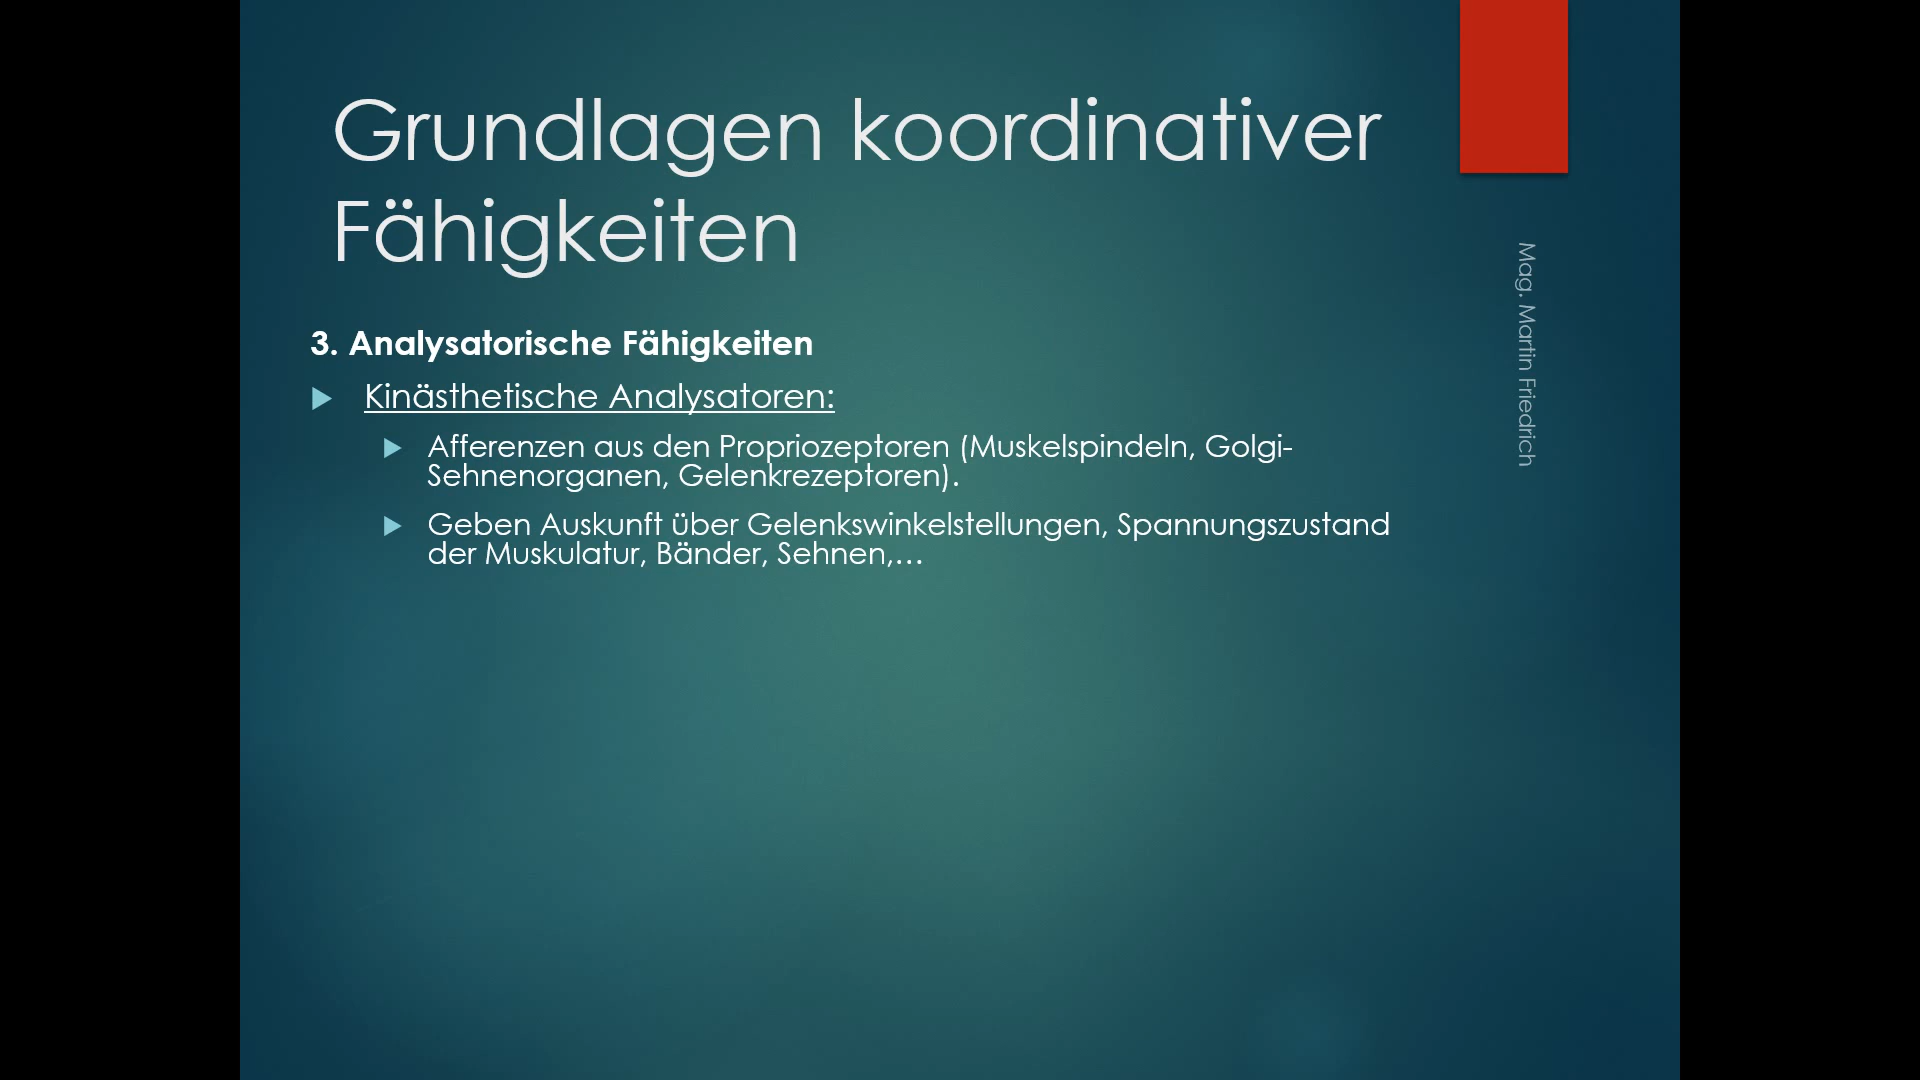 Grundlagen koordinativer
Fähigkeiten
3. Analysatorische Fähigkeiten
Kinästhetische Analysatoren:
Afferenzen aus den Propriozeptoren (Muskelspindeln, Golgi-
Sehnenorganen, Gelenkrezeptoren).
Geben Auskunft über Gelenkswinkelstellungen, Spannungszustand
der Muskulatur, Bänder, Sehnen,…
Mag. Martin Friedrich